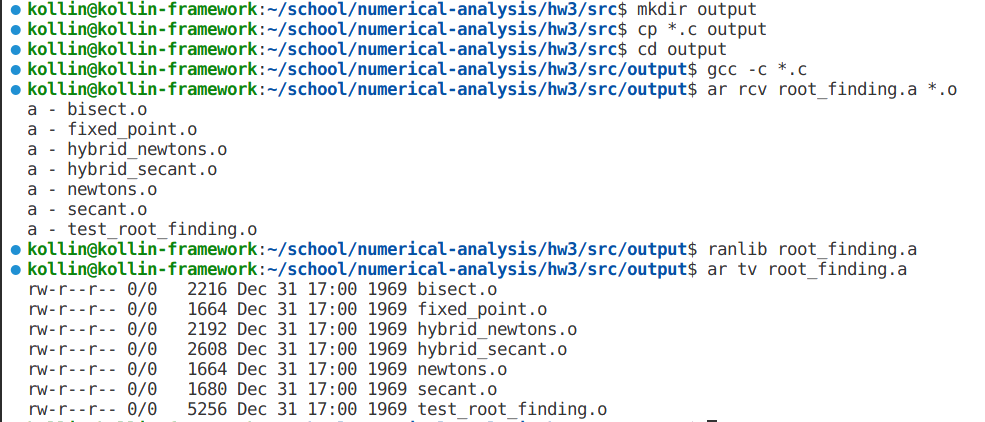 kollin@kollin-framework:~/school/numerical-analysis/hw3/src$ mkdir output
kollin@kollin-framework:~/school/numerical-analysis/hw3/src$ cp *.c output
kollin@kollin-framework:~/school/numerical-analysis/hw3/src$ cd output
kollin@kollin-framework:~/school/numerical-analysis/hw3/src/output$ gcc -c *.c
kollin@kollin-framework:~/school/numerical-analysis/hw3/src/output$ ar rcv root_finding.a *.o
a - bisect.o
a - fixed_point.o
a - hybrid_newtons.o
a - hybrid_secant.o
a - newtons.o
a - secant.o
a - test_root_finding.o
kollin@kollin-framework:~/school/numerical-analysis/hw3/src/output$ ranlib root_finding.a
kollin@kollin-framework:~/school/numerical-analysis/hw3/src/output$ ar tv root_finding.a
rw-r--r-- 0/0   2216 Dec 31 17:00 1969 bisect.o
rw-r--r-- 0/0   1664 Dec 31 17:00 1969 fixed_point.o
rw-r--r-- 0/0   2192 Dec 31 17:00 1969 hybrid_newtons.o
rw-r--r-- 0/0   2608 Dec 31 17:00 1969 hybrid_secant.o
rw-r--r-- 0/0   1664 Dec 31 17:00 1969 newtons.o
rw-r--r-- 0/0   1680 Dec 31 17:00 1969 secant.o
rw-r--r-- 0/0   5256 Dec 31 17:00 1969 test_root_finding.o